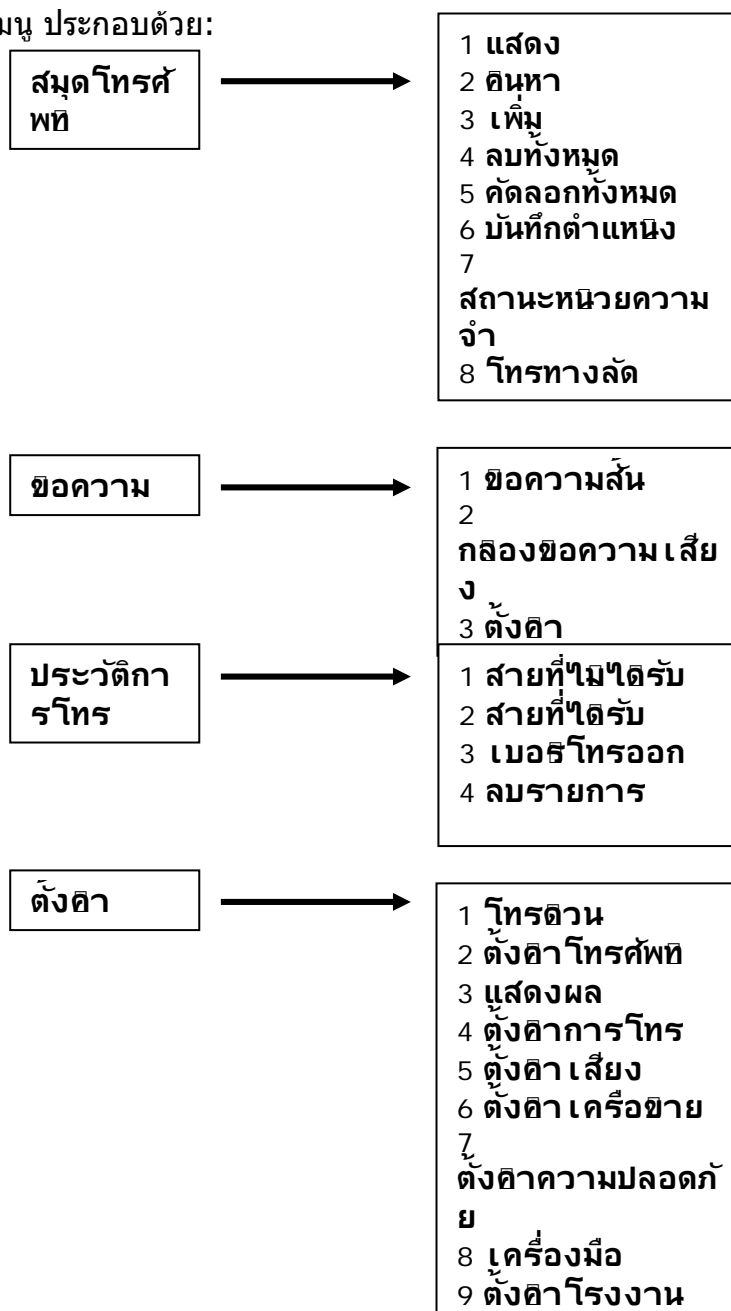 มนู ประกอบด้วย:
สมุดโทรศั
พท์
1 แสดง
2 ค้นหา
3 เพิ่ม
4 ลบทั้งหมด
5 คัดลอกทั้งหมด
6 บันทึกตำแหน่ง
7
สถานะหน่วยความ
จำ
8 โทรทางลัด
ข้อความ
1 ข้อความสั้น
2
กล่องข้อความเสีย
ง
3 ตั้งค่า
ประวัติกา
รโทร
1 สายที่ไม่ได้รับ
2 สายที่ได้รับ
3 เบอร์โทรออก
4 ลบรายการ
ตั้งค่า
1 โทรด่วน
2 ตั้งค่าโทรศัพท์
3 แสดงผล
4 ตั้งค่าการโทร
5 ตั้งค่าเสียง
6 ตั้งค่าเครือข่าย
7
ตั้งค่าความปลอดภั
ย
8 เครื่องมือ
9 ตั้งค่าโรงงาน